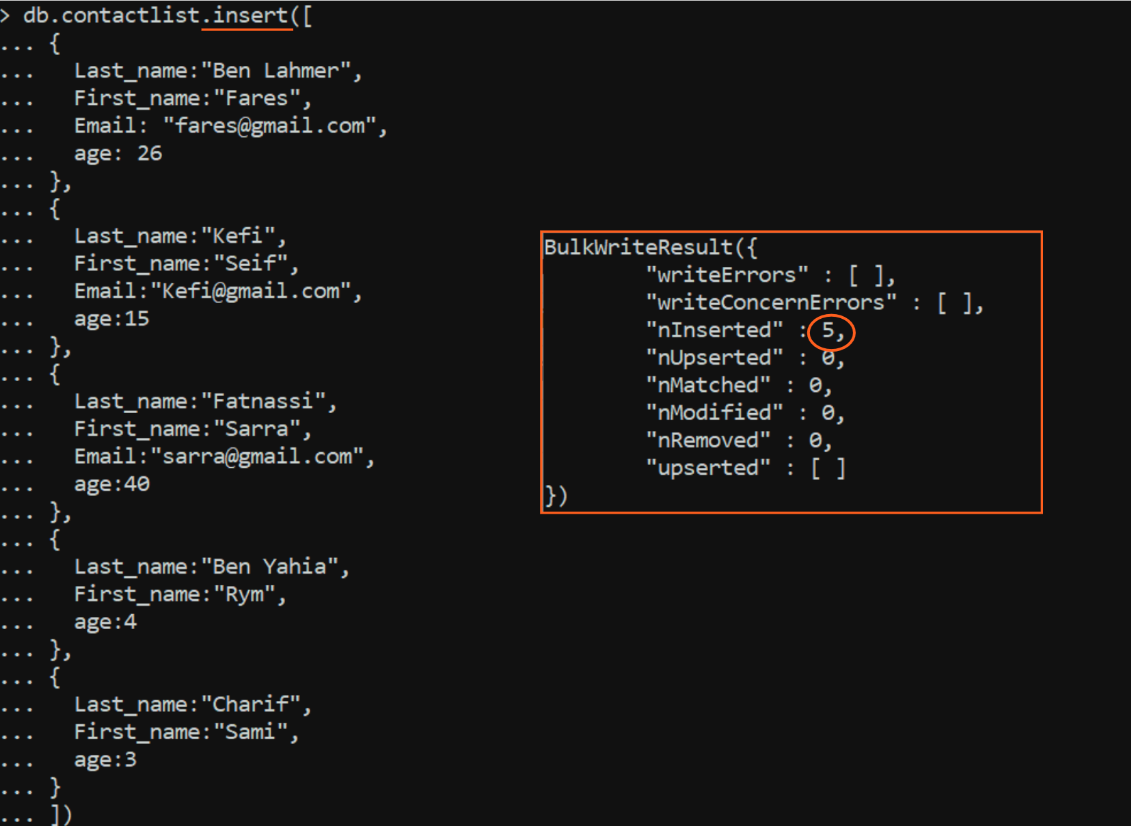 > db.contactlist.insert([
... {
...   Last_name:"Ben Lahmer",
...   First_name:"Fares",
...   Email: "fares@gmail.com",
...   age: 26
... },
... {
...   Last_name:"Kefi",
...   First_name:"Seif",
...   Email:"Kefi@gmail.com",
...   age:15
... },
... {
...   Last_name:"Fatnassi",
...   First_name:"Sarra",
...   Email:"sarra@gmail.com",
...   age:40
... },
... {
...   Last_name:"Ben Yahia",
...   First_name:"Rym",
...   age:4
... },
... {
...   Last_name:"Charif",
...   First_name:"Sami",
...   age:3
... }
... ])
BulkWriteResult({
        "writeErrors" : [ ],
        "writeConcernErrors" : [ ],
        "nInserted" : 5,
        "nUpserted" : 0,
        "nMatched" : 0,
        "nModified" : 0,
        "nRemoved" : 0,
        "upserted" : [ ]
})